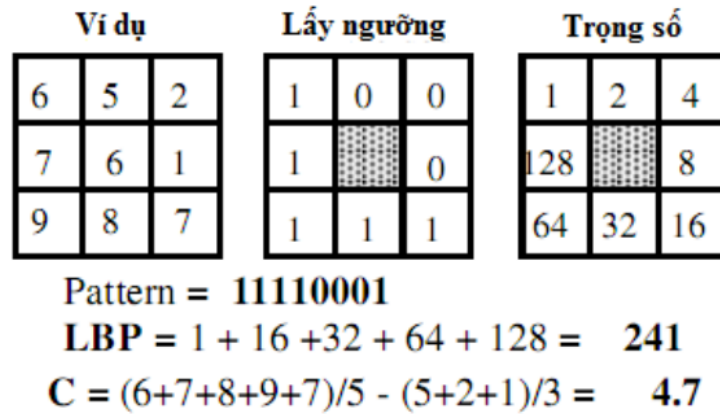 Ví dụ Lấy ngưỡng Trọng số
6 5 2 1 0 0 1 2 4
7 6 1 1 0 128 8
9 8 7 1 1 1 64 32 16
Pattern = 11110001
LBP = 1 + 16 +32 + 64 + 128 = 241
C = (6+7+8+9+7)/5 - (5+2+1)/3 = 4.7